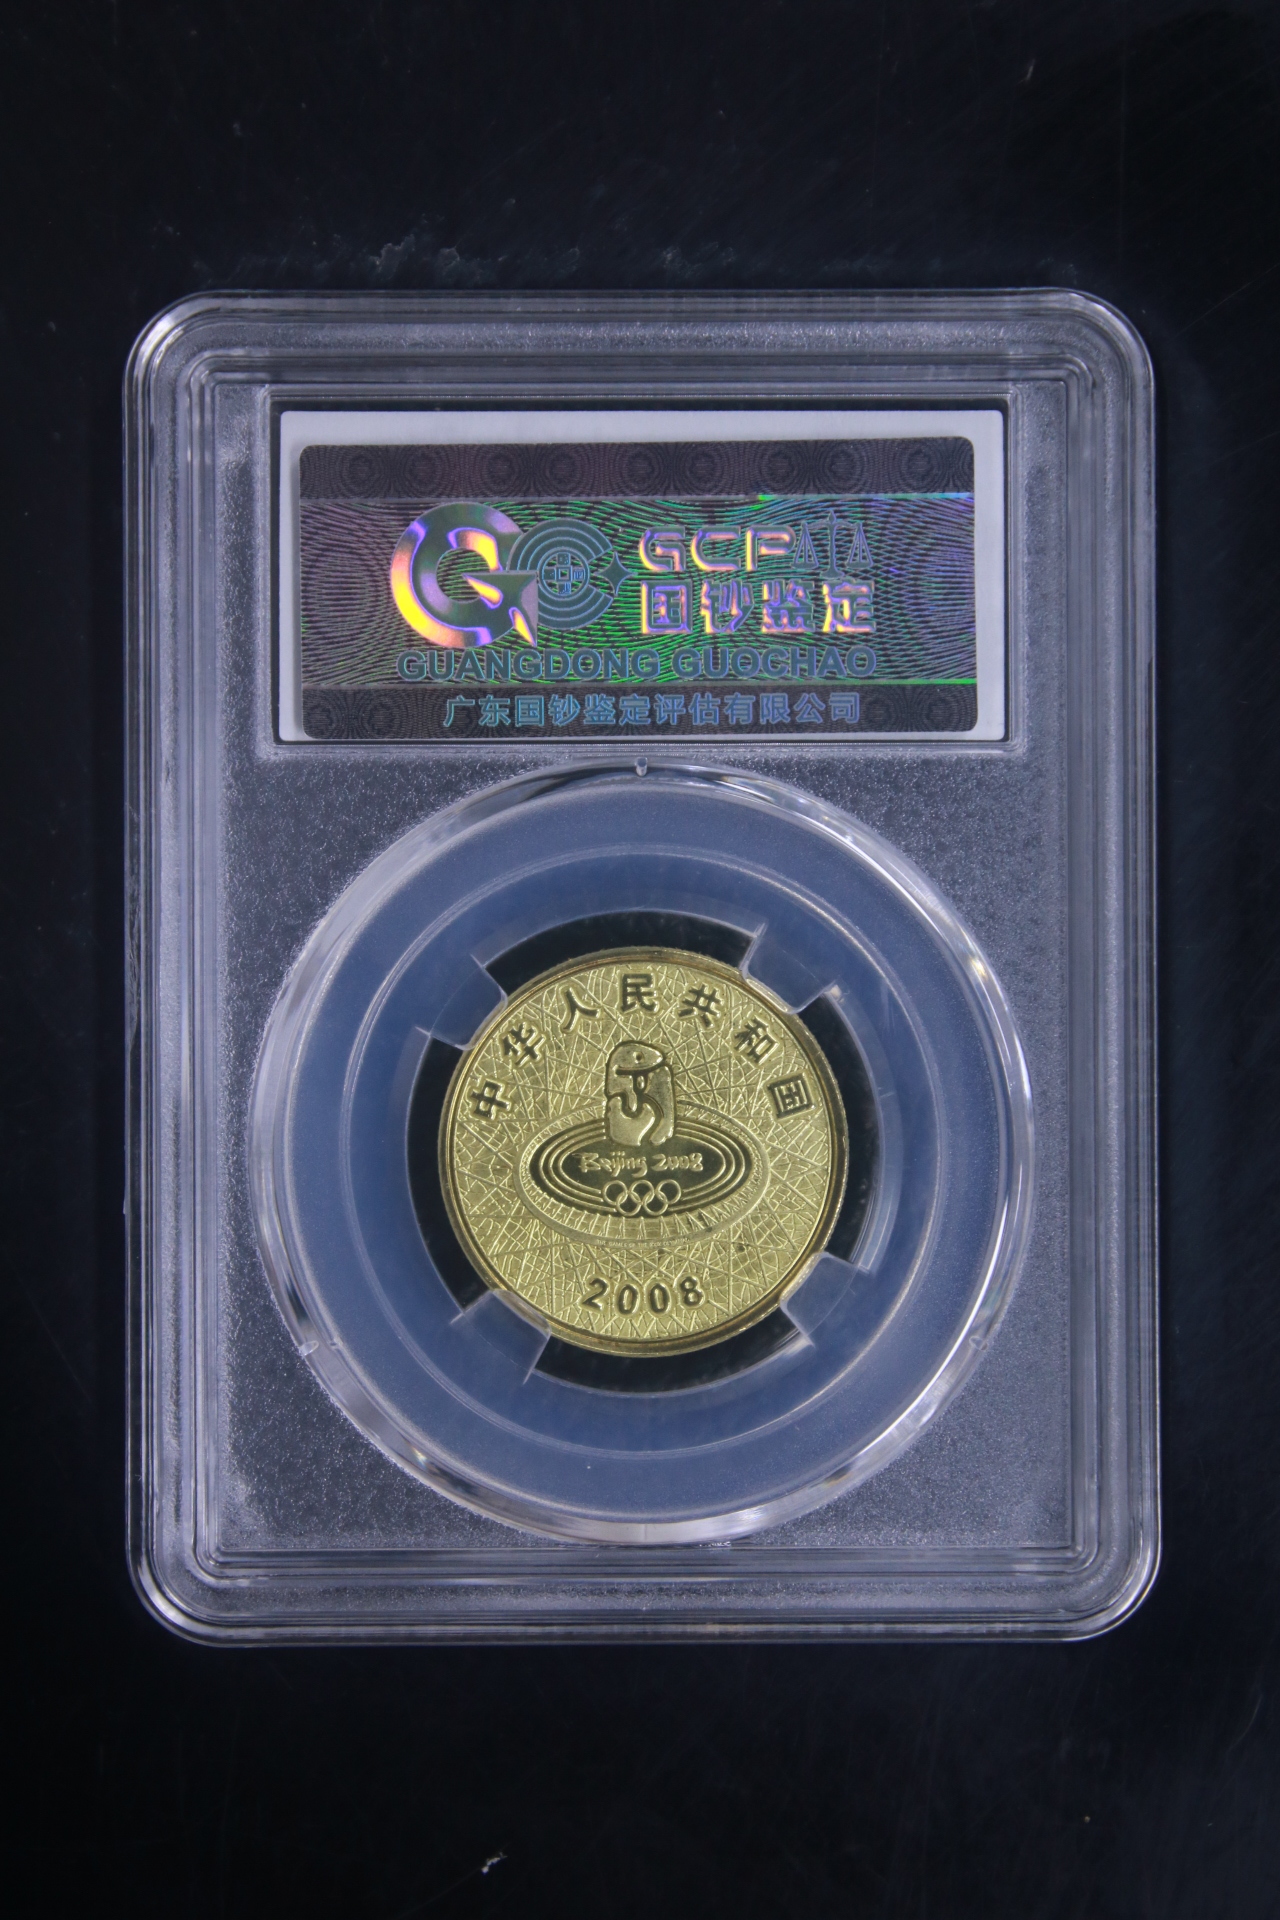 GCP
国钞鉴定
GUANGDONG GUOCHAO
广东国钞鉴定评估有限公司
中华人民共和国
Beijing 2008
2008